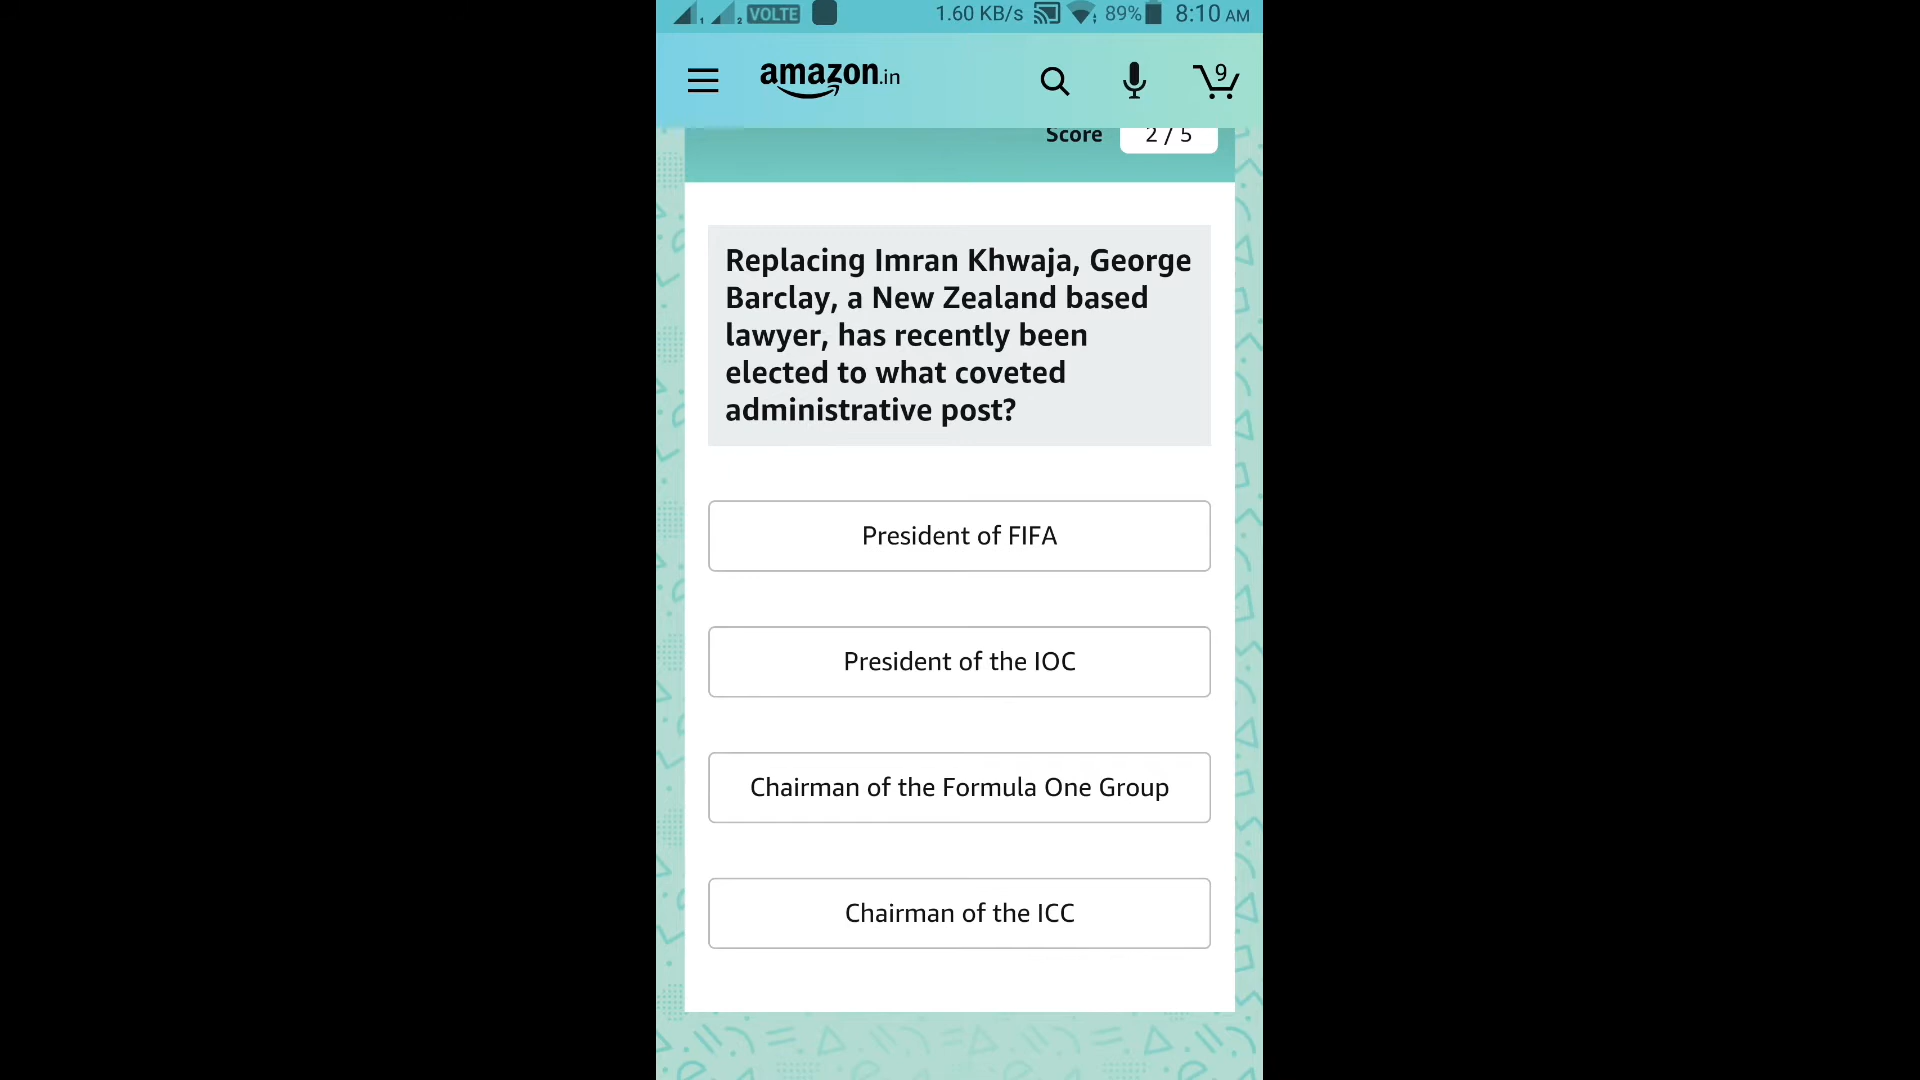 1 2 VOLTE 1.60 KB/s 89% 8:10 AM
amazon.in 9
Score 2 / 5
Replacing Imran Khwaja, George
Barclay, a New Zealand based
lawyer, has recently been
elected to what coveted
administrative post?
President of FIFA
President of the IOC
Chairman of the Formula One Group
Chairman of the ICC